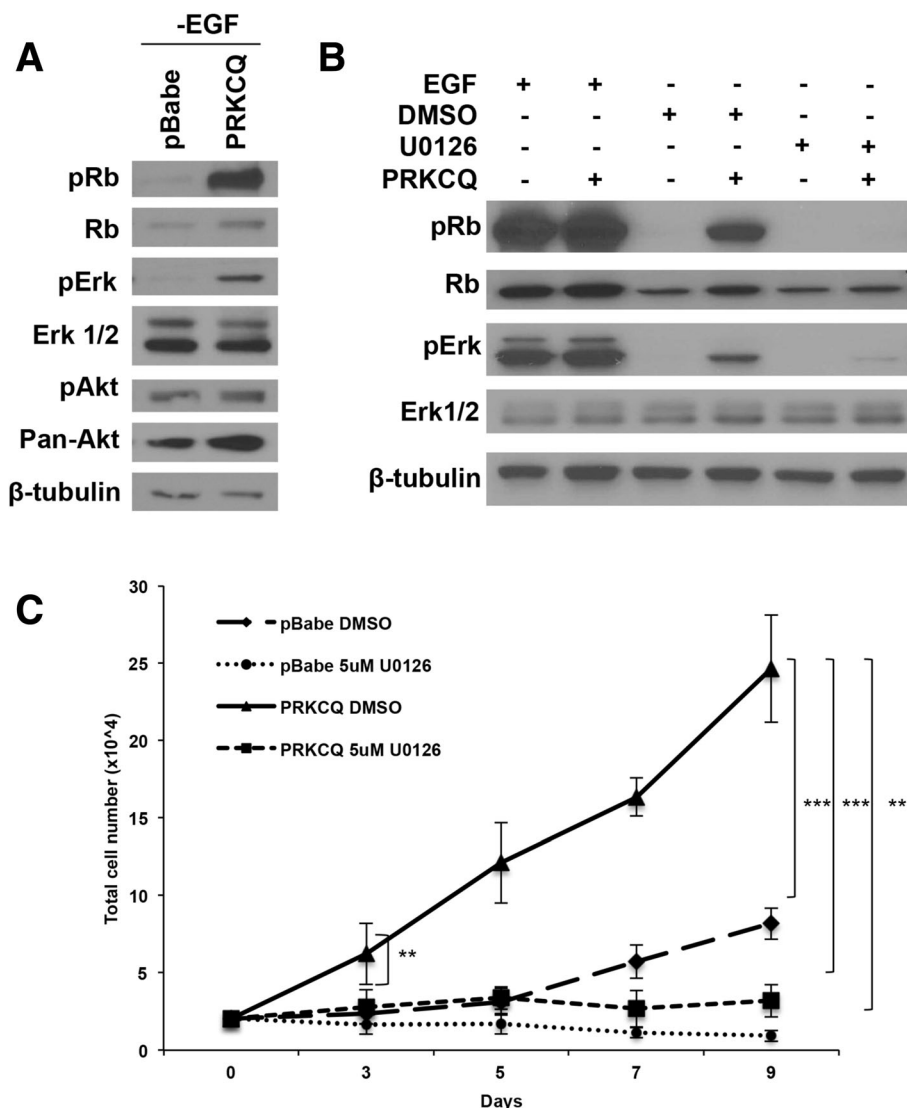 A
-EGF
pBabe PRKCQ
pRb
Rb
pErk
Erk 1/2
pAkt
Pan-Akt
β-tubulin
B
EGF + + - - - -
DMSO - - + + - -
U0126 - - - - + +
PRKCQ - + - + - +
pRb
Rb
pErk
Erk1/2
β-tubulin
C
Total cell number (x10^4)
30
25
20
15
10
5
0
pBabe DMSO
pBabe 5uM U0126
PRKCQ DMSO
PRKCQ 5uM U0126
**
*** *** **
0 3 5 7 9
Days